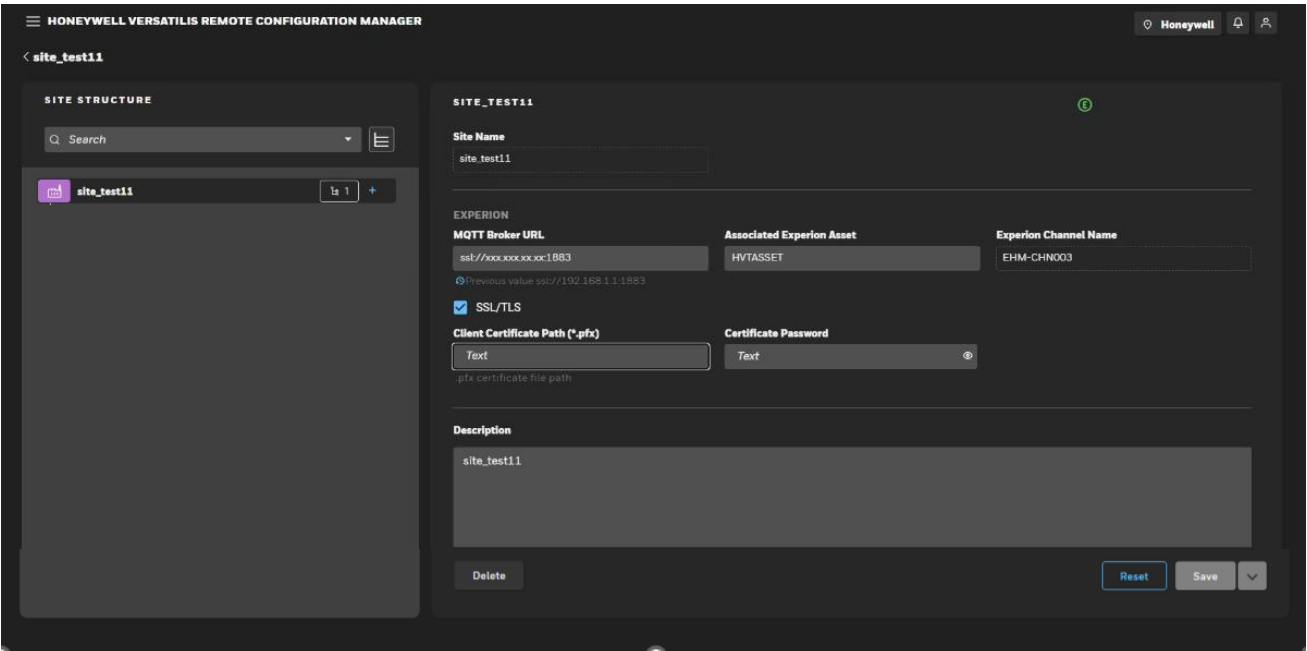 HONEYWELL VERSATILIS REMOTE CONFIGURATION MANAGER
Honeywell
site_test11
SITE STRUCTURE
Search
site_test11
1 +
SITE_TEST11
E
Site Name
site_test11
EXPERION
MQTT Broker URL
ssl://xxx.xxx.xx.xx:1883
Previous value ssl://192.168.1.1:1883
Associated Experion Asset
HVTASSET
Experion Channel Name
EHM-CHN003
SSL/TLS
Client Certificate Path (*.pfx)
Text
.pfx certificate file path
Certificate Password
Text
Description
site_test11
Delete
Reset
Save